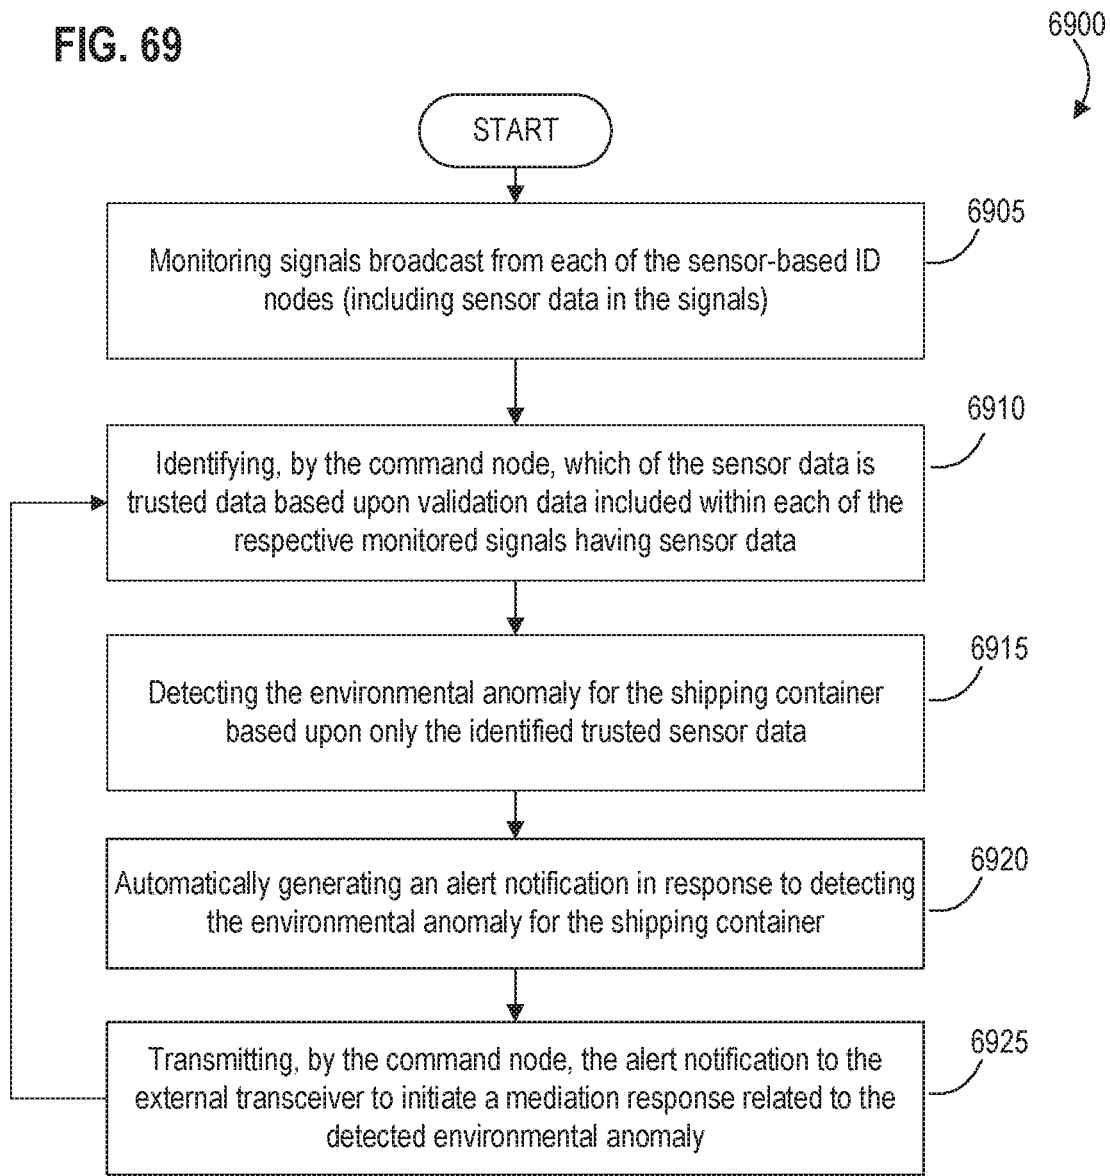 FIG. 69
6900
START
6905
Monitoring signals broadcast from each of the sensor-based ID
nodes (including sensor data in the signals)
6910
Identifying, by the command node, which of the sensor data is
trusted data based upon validation data included within each of the
respective monitored signals having sensor data
6915
Detecting the environmental anomaly for the shipping container
based upon only the identified trusted sensor data
6920
Automatically generating an alert notification in response to detecting
the environmental anomaly for the shipping container
6925
Transmitting, by the command node, the alert notification to the
external transceiver to initiate a mediation response related to the
detected environmental anomaly